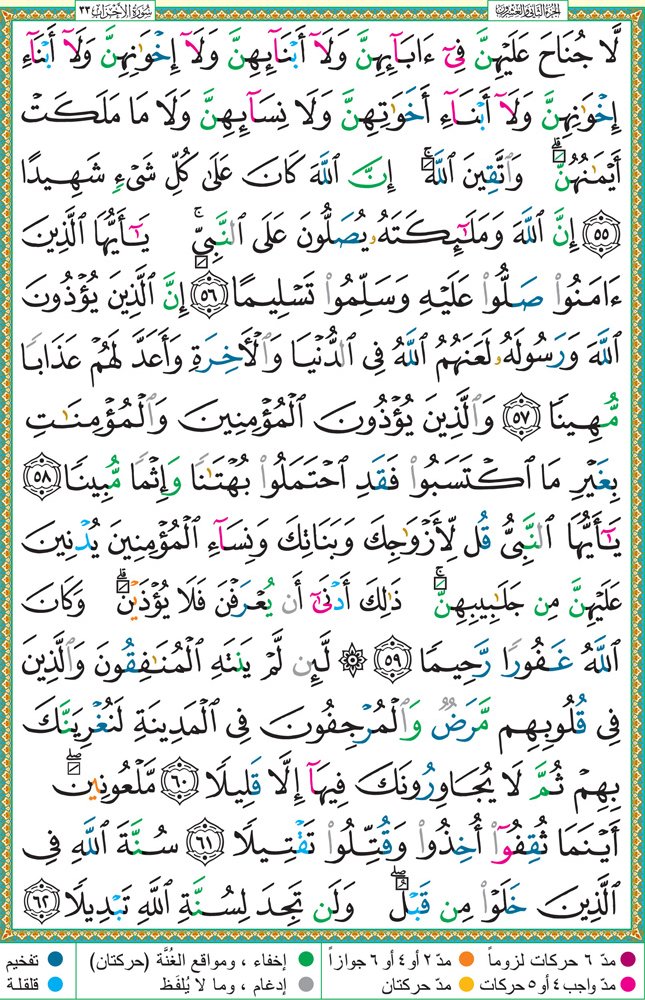 سُورَةُ الأَحْزَابِ ٣٣ الجزء الثاني والعشرون
لَّا جُنَاحَ عَلَيْهِنَّ فِىٓ ءَابَآئِهِنَّ وَلَآ أَبْنَآئِهِنَّ وَلَآ إِخْوَٰنِهِنَّ وَلَآ أَبْنَآءِ
إِخْوَٰنِهِنَّ وَلَآ أَبْنَآءِ أَخَوَٰتِهِنَّ وَلَا نِسَآئِهِنَّ وَلَا مَا مَلَكَتْ
أَيْمَٰنُهُنَّ ۗ وَٱتَّقِينَ ٱللَّهَ ۚ إِنَّ ٱللَّهَ كَانَ عَلَىٰ كُلِّ شَىْءٍ شَهِيدًا
٥٥ إِنَّ ٱللَّهَ وَمَلَٰٓئِكَتَهُۥ يُصَلُّونَ عَلَى ٱلنَّبِىِّ ۚ يَٰٓأَيُّهَا ٱلَّذِينَ
ءَامَنُوا۟ صَلُّوا۟ عَلَيْهِ وَسَلِّمُوا۟ تَسْلِيمًا ٥٦ إِنَّ ٱلَّذِينَ يُؤْذُونَ
ٱللَّهَ وَرَسُولَهُۥ لَعَنَهُمُ ٱللَّهُ فِى ٱلدُّنْيَا وَٱلْءَاخِرَةِ وَأَعَدَّ لَهُمْ عَذَابًا
مُّهِينًا ٥٧ وَٱلَّذِينَ يُؤْذُونَ ٱلْمُؤْمِنِينَ وَٱلْمُؤْمِنَٰتِ
بِغَيْرِ مَا ٱكْتَسَبُوا۟ فَقَدِ ٱحْتَمَلُوا۟ بُهْتَٰنًا وَإِثْمًا مُّبِينًا ٥٨
يَٰٓأَيُّهَا ٱلنَّبِىُّ قُل لِّأَزْوَٰجِكَ وَبَنَاتِكَ وَنِسَآءِ ٱلْمُؤْمِنِينَ يُدْنِينَ
عَلَيْهِنَّ مِن جَلَٰبِيبِهِنَّ ۚ ذَٰلِكَ أَدْنَىٰٓ أَن يُعْرَفْنَ فَلَا يُؤْذَيْنَ ۗ وَكَانَ
ٱللَّهُ غَفُورًا رَّحِيمًا ٥٩ ۞ لَّئِن لَّمْ يَنتَهِ ٱلْمُنَٰفِقُونَ وَٱلَّذِينَ
فِى قُلُوبِهِم مَّرَضٌ وَٱلْمُرْجِفُونَ فِى ٱلْمَدِينَةِ لَنُغْرِيَنَّكَ
بِهِمْ ثُمَّ لَا يُجَاوِرُونَكَ فِيهَآ إِلَّا قَلِيلًا ٦٠ مَّلْعُونِينَ ۖ
أَيْنَمَا ثُقِفُوٓا۟ أُخِذُوا۟ وَقُتِّلُوا۟ تَقْتِيلًا ٦١ سُنَّةَ ٱللَّهِ فِى
ٱلَّذِينَ خَلَوْا۟ مِن قَبْلُ ۖ وَلَن تَجِدَ لِسُنَّةِ ٱللَّهِ تَبْدِيلًا ٦٢
مدّ ٦ حركات لزوماً مدّ ٢ أو ٤ أو ٦ جوازاً إخفاء ، ومواقع الغُنَّة (حركتان) تفخيم
مدّ واجب ٤ أو ٥ حركات مدّ حركتان إدغام ، وما لا يُلفَظ قلقلة